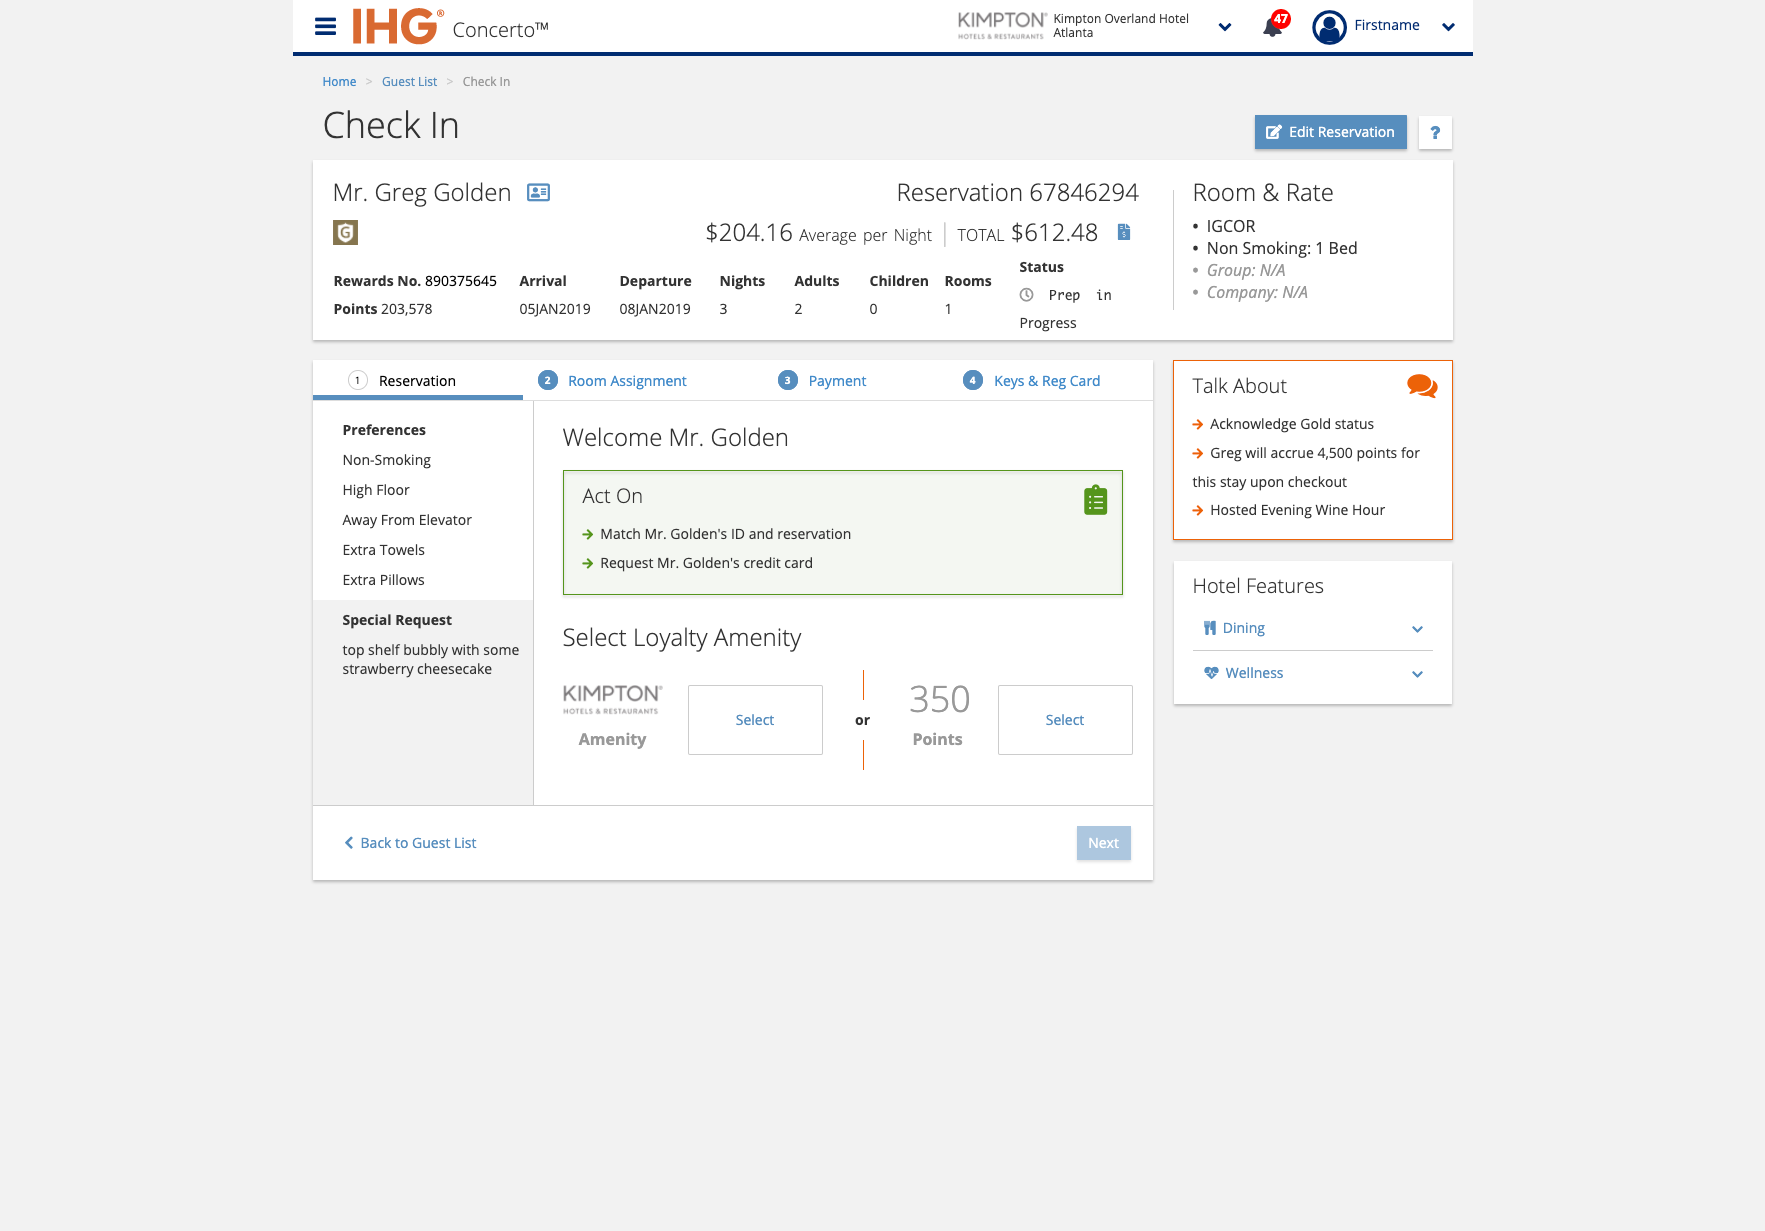 IHG® Concerto™
KIMPTON®
HOTELS & RESTAURANTS
Kimpton Overland Hotel
Atlanta
47
Firstname
Home > Guest List > Check In
Check In
Edit Reservation
?
Mr. Greg Golden
Reservation 67846294
G
$204.16 Average per Night
TOTAL $612.48
$
Rewards No. 890375645
Points 203,578
Arrival
05JAN2019
Departure
08JAN2019
Nights
3
Adults
2
Children
0
Rooms
1
Status
Prep in
Progress
Room & Rate
• IGCOR
• Non Smoking: 1 Bed
• Group: N/A
• Company: N/A
1 Reservation
2 Room Assignment
3 Payment
4 Keys & Reg Card
Preferences
Non-Smoking
High Floor
Away From Elevator
Extra Towels
Extra Pillows
Special Request
top shelf bubbly with some
strawberry cheesecake
Welcome Mr. Golden
Act On
Match Mr. Golden's ID and reservation
Request Mr. Golden's credit card
Select Loyalty Amenity
KIMPTON®
HOTELS & RESTAURANTS
Amenity
Select
or
350
Points
Select
Back to Guest List
Next
Talk About
Acknowledge Gold status
Greg will accrue 4,500 points for
this stay upon checkout
Hosted Evening Wine Hour
Hotel Features
Dining
Wellness